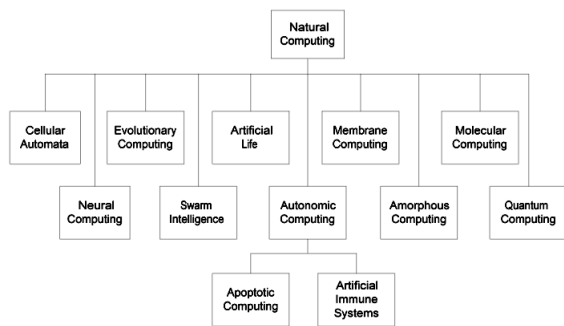 Natural
Computing
Cellular
Automata
Evolutionary
Computing
Artificial
Life
Membrane
Computing
Molecular
Computing
Neural
Computing
Swarm
Intelligence
Autonomic
Computing
Amorphous
Computing
Quantum
Computing
Apoptotic
Computing
Artificial
Immune
Systems